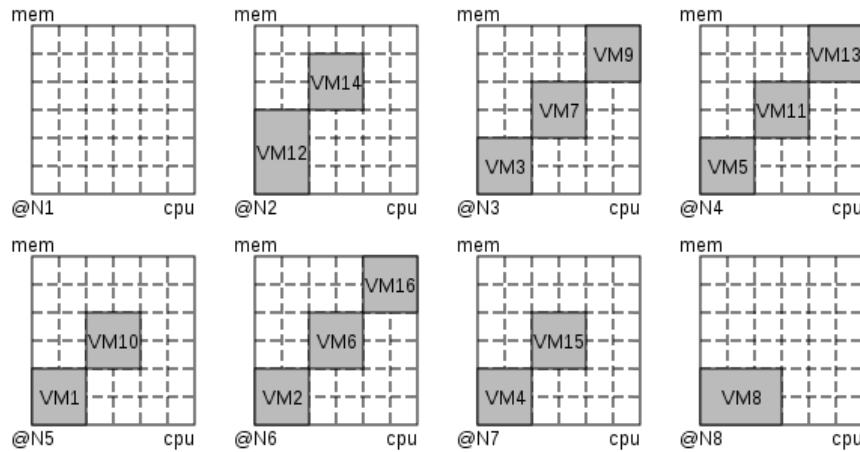 mem mem mem mem
VM9 VM13
VM14
VM7 VM11
VM12 VM3 VM5
@N1 cpu @N2 cpu @N3 cpu @N4 cpu
mem mem mem mem
VM16
VM10 VM6 VM15
VM1 VM2 VM4 VM8
@N5 cpu @N6 cpu @N7 cpu @N8 cpu